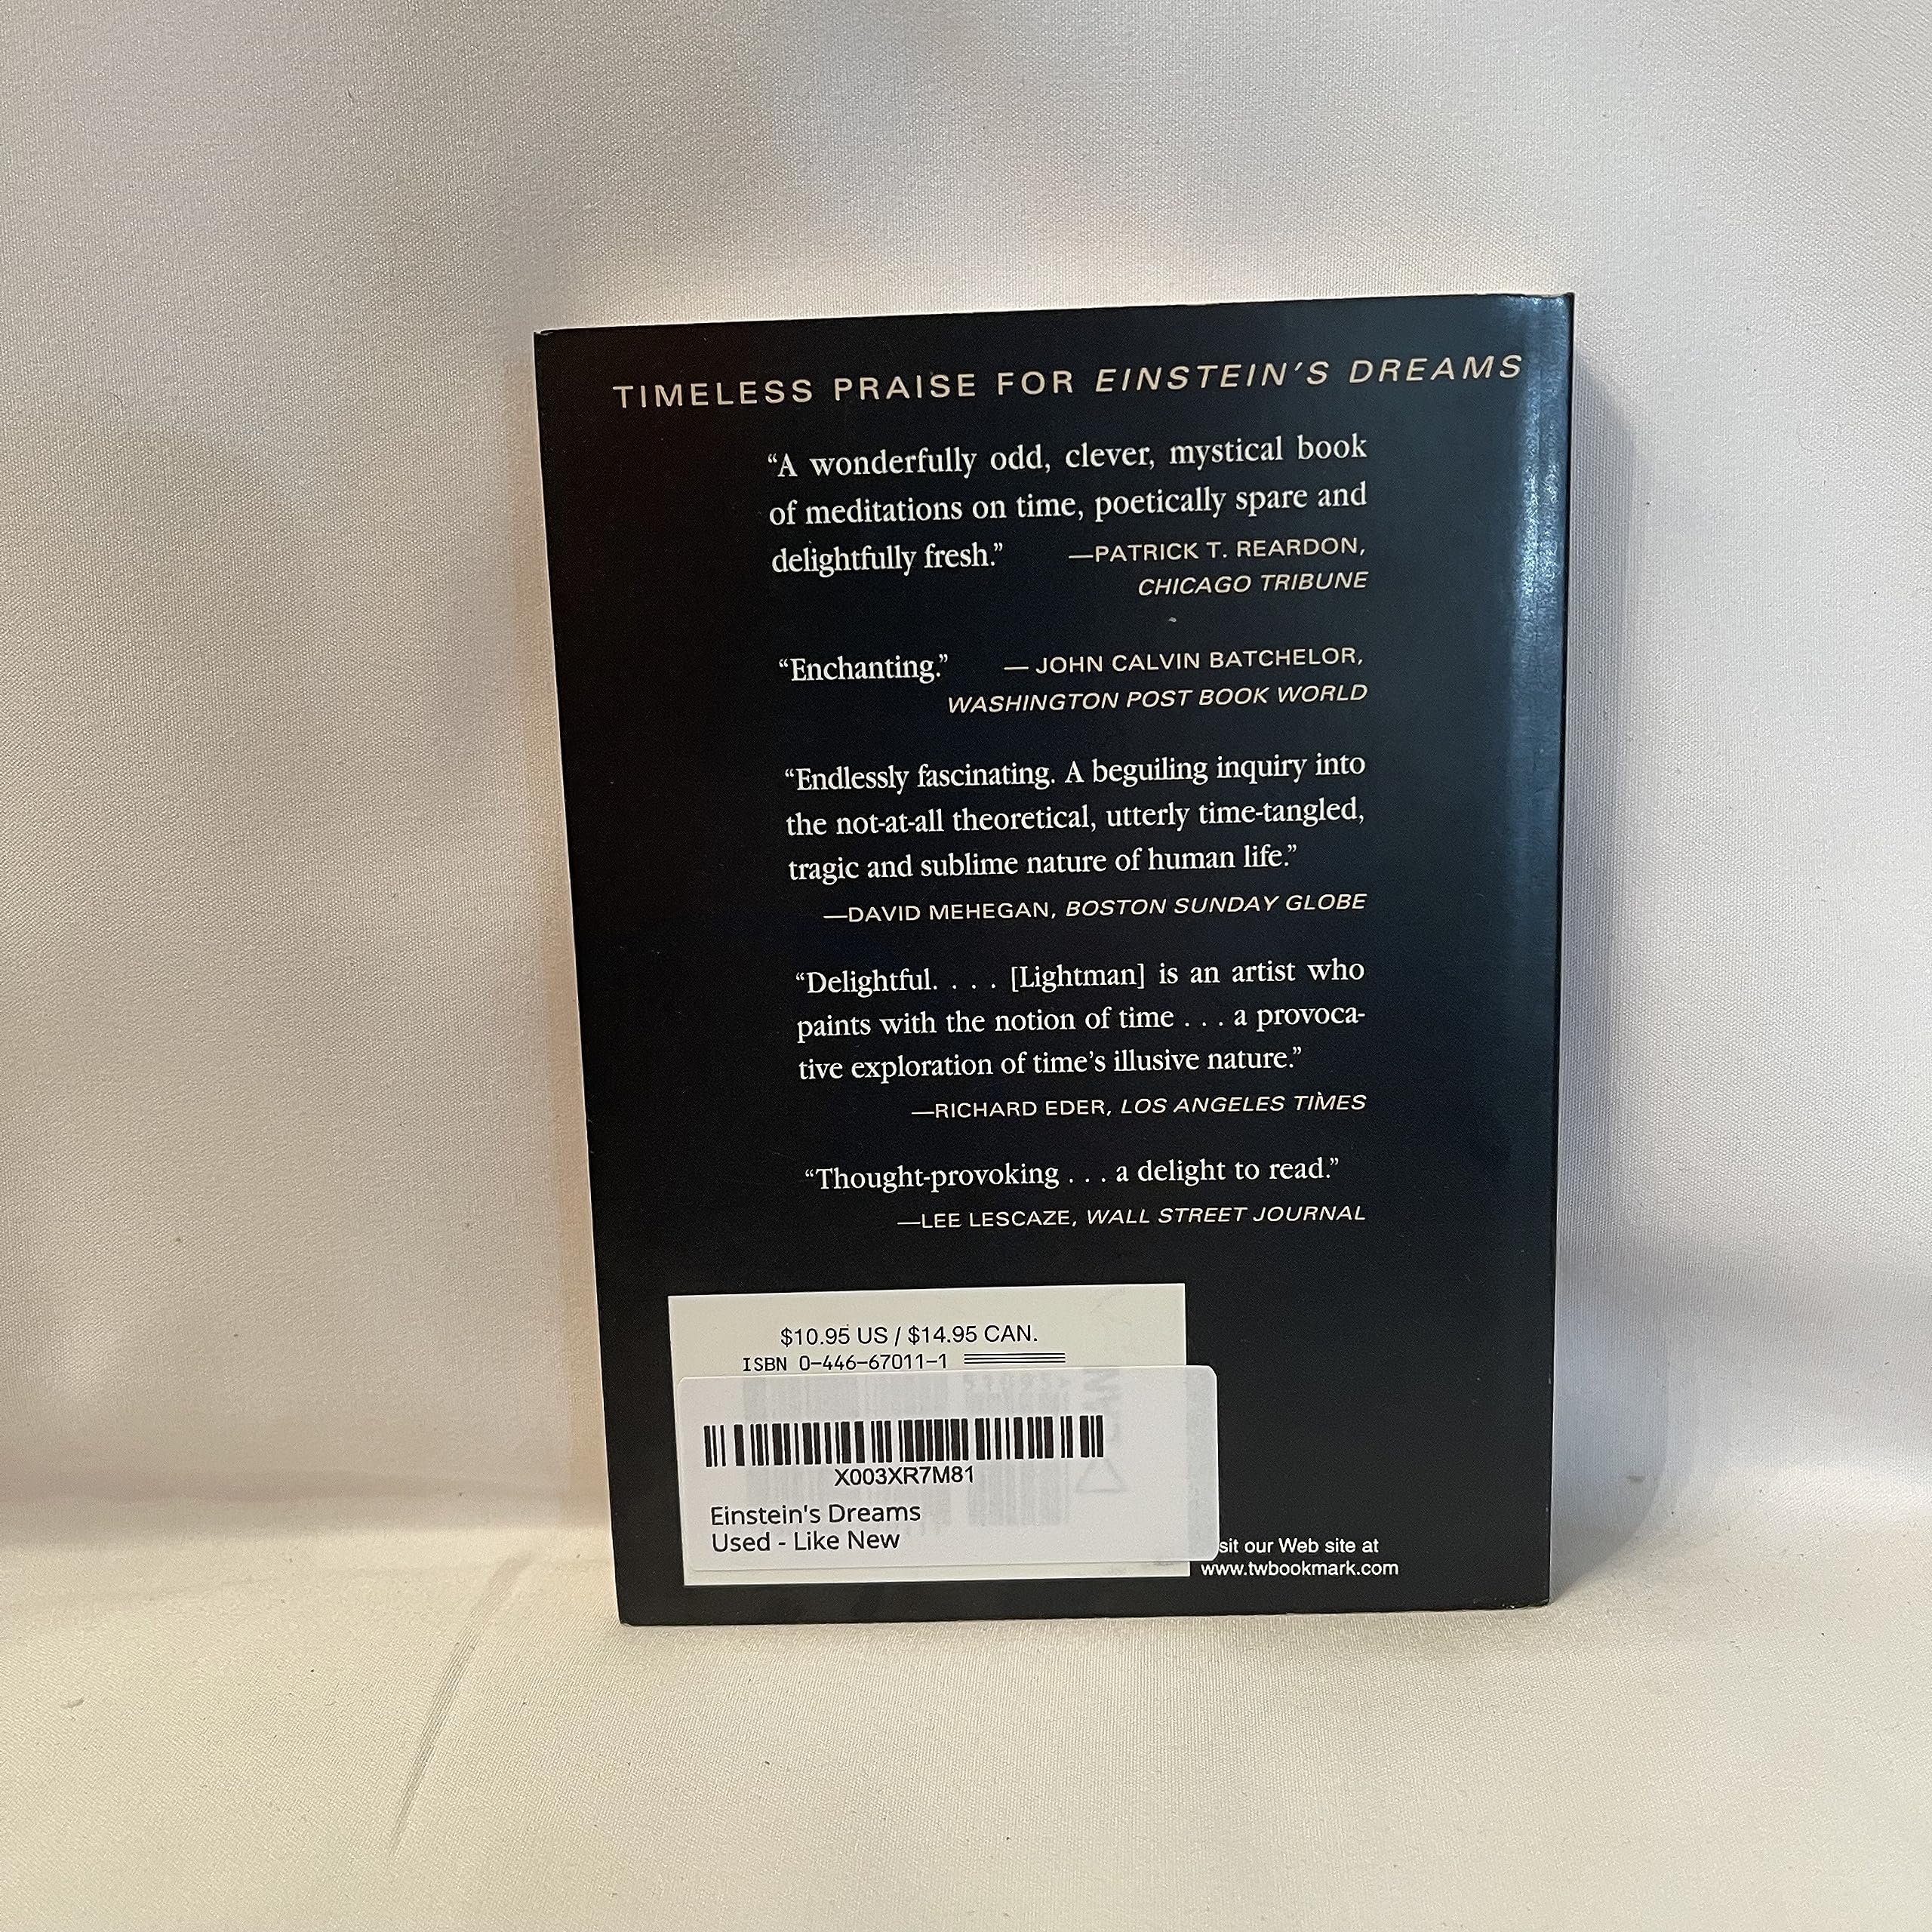 TIMELESS PRAISE FOR EINSTEIN'S DREAMS
“A wonderfully odd, clever, mystical book
of meditations on time, poetically spare and
delightfully fresh.” —PATRICK T. REARDON,
CHICAGO TRIBUNE
“Enchanting.” — JOHN CALVIN BATCHELOR,
WASHINGTON POST BOOK WORLD
“Endlessly fascinating. A beguiling inquiry into
the not-at-all theoretical, utterly time-tangled,
tragic and sublime nature of human life.”
—DAVID MEHEGAN, BOSTON SUNDAY GLOBE
“Delightful. . . . [Lightman] is an artist who
paints with the notion of time . . . a provoca-
tive exploration of time’s illusive nature.”
—RICHARD EDER, LOS ANGELES TIMES
“Thought-provoking . . . a delight to read.”
—LEE LESCAZE, WALL STREET JOURNAL
$10.95 US / $14.95 CAN.
ISBN 0-446-67011-1
X003XR7M81
Einstein's Dreams
Used - Like New
sit our Web site at
www.twbookmark.com